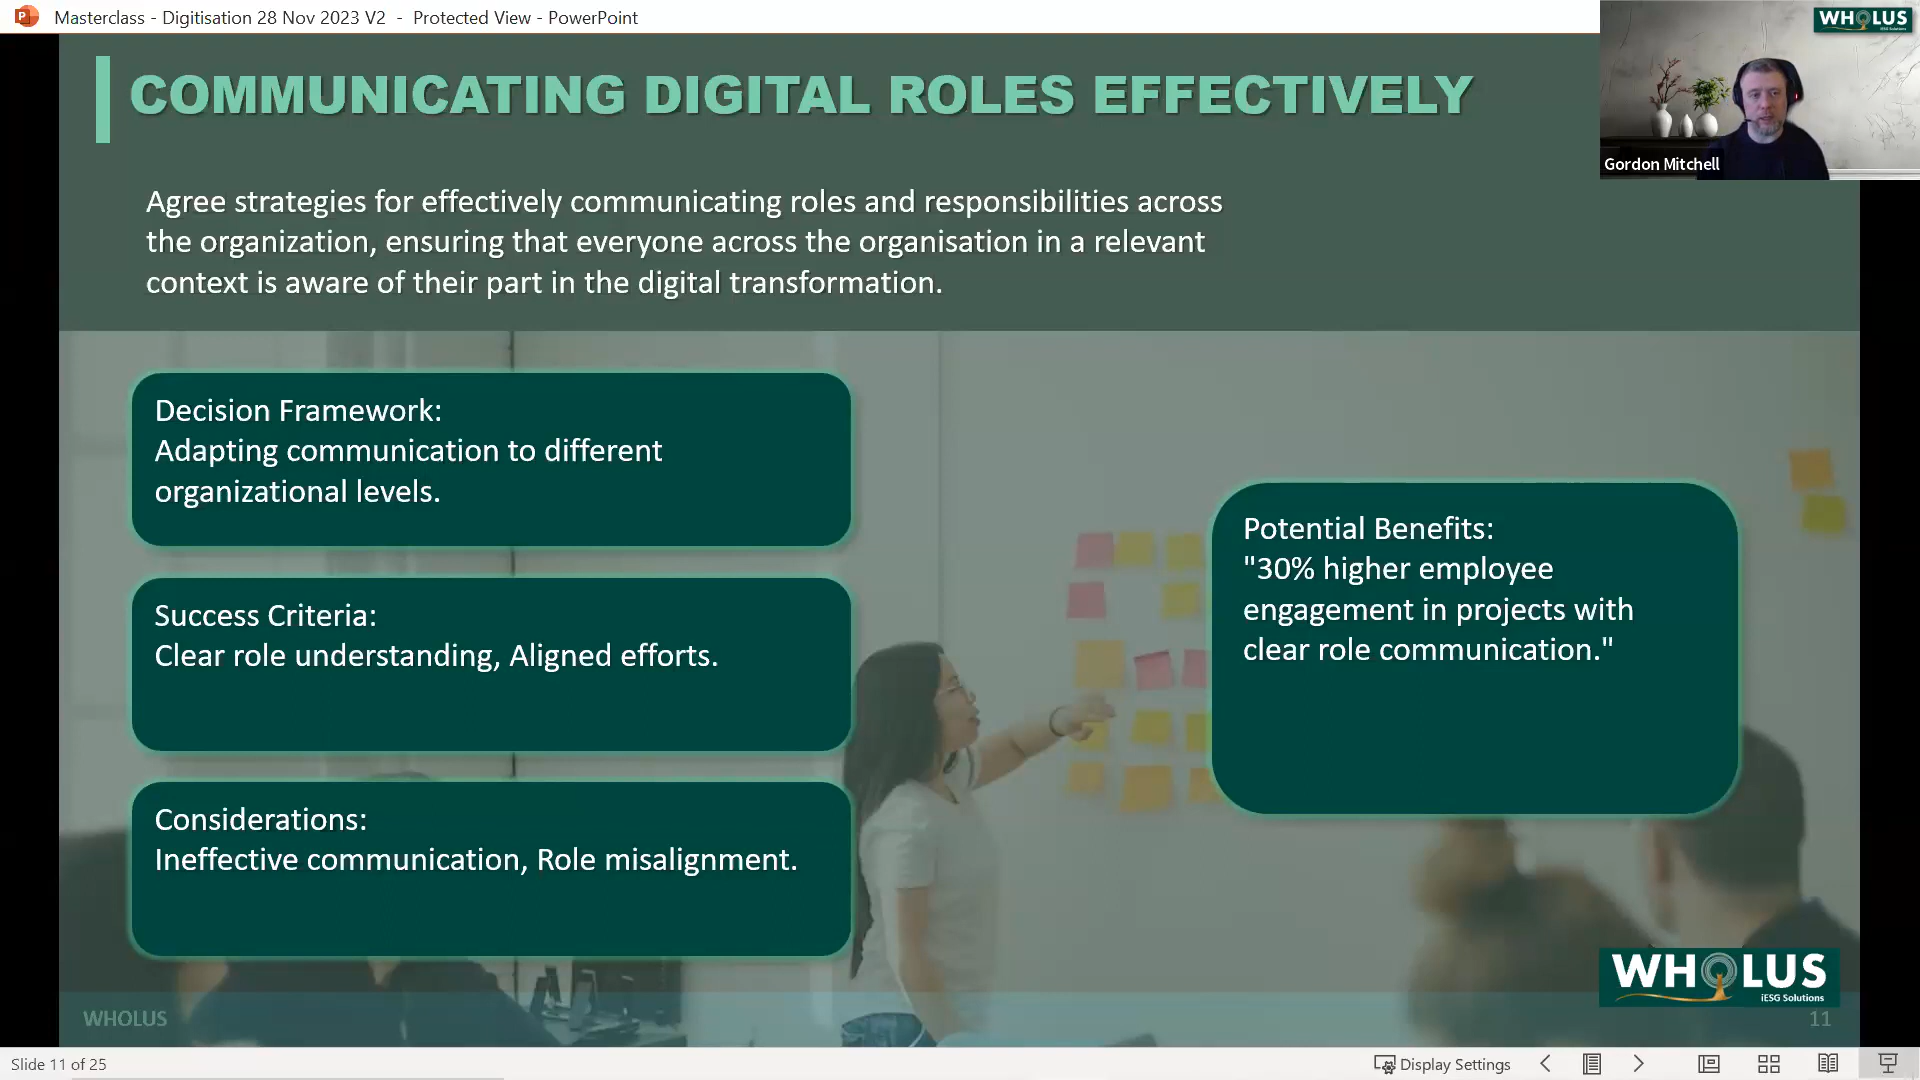 Masterclass - Digitisation 28 Nov 2023 V2 - Protected View - PowerPoint
WHOLUS
iESG Solutions
Gordon Mitchell
COMMUNICATING DIGITAL ROLES EFFECTIVELY
Agree strategies for effectively communicating roles and responsibilities across
the organization, ensuring that everyone across the organisation in a relevant
context is aware of their part in the digital transformation.
Decision Framework:
Adapting communication to different
organizational levels.
Success Criteria:
Clear role understanding, Aligned efforts.
Considerations:
Ineffective communication, Role misalignment.
Potential Benefits:
"30% higher employee
engagement in projects with
clear role communication."
WHOLUS
iESG Solutions
WHOLUS
11
Slide 11 of 25
Display Settings